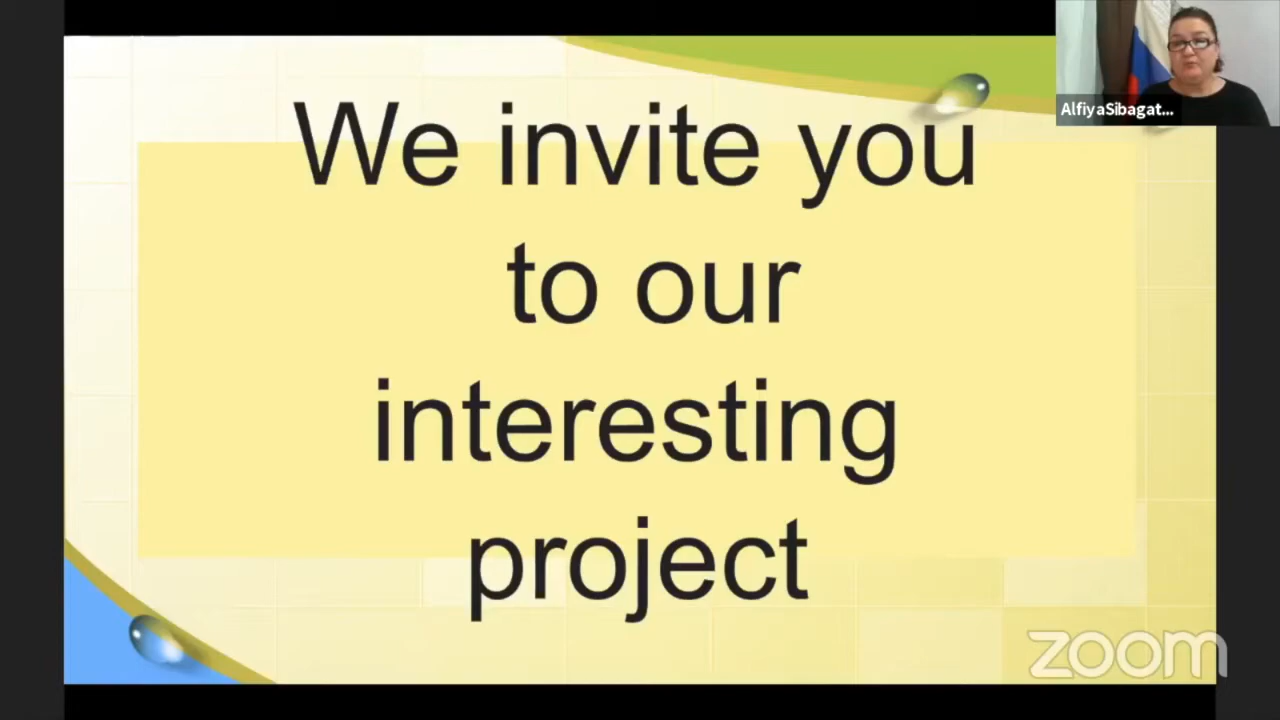 We invite you
to our
interesting
project
AlfiyaSibagat...
zoom